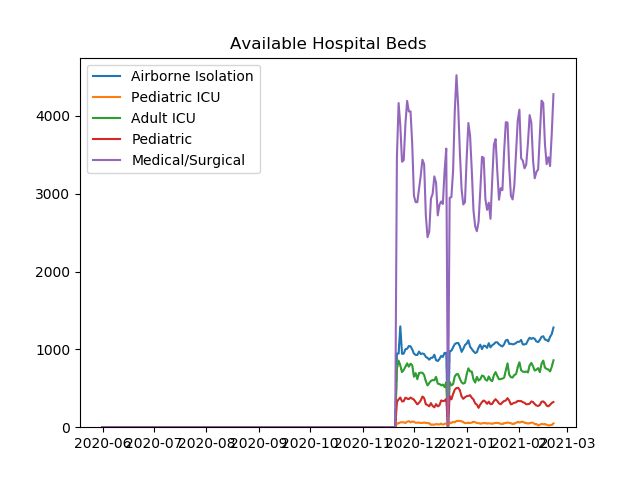 Available Hospital Beds
Airborne Isolation
Pediatric ICU
Adult ICU
Pediatric
Medical/Surgical
4000
3000
2000
1000
0
2020-06 2020-07 2020-08 2020-09 2020-10 2020-11 2020-12 2021-01 2021-02 2021-03